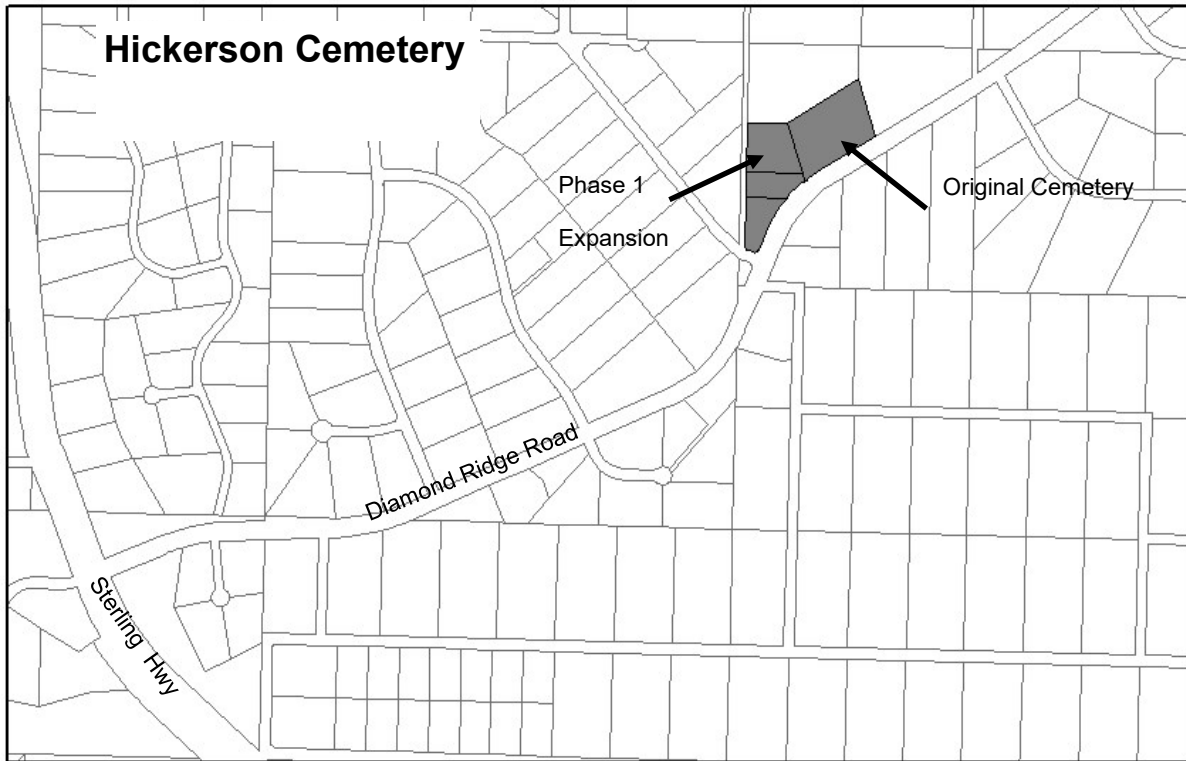 Hickerson Cemetery
Phase 1
Expansion
Original Cemetery
Diamond Ridge Road
Sterling Hwy